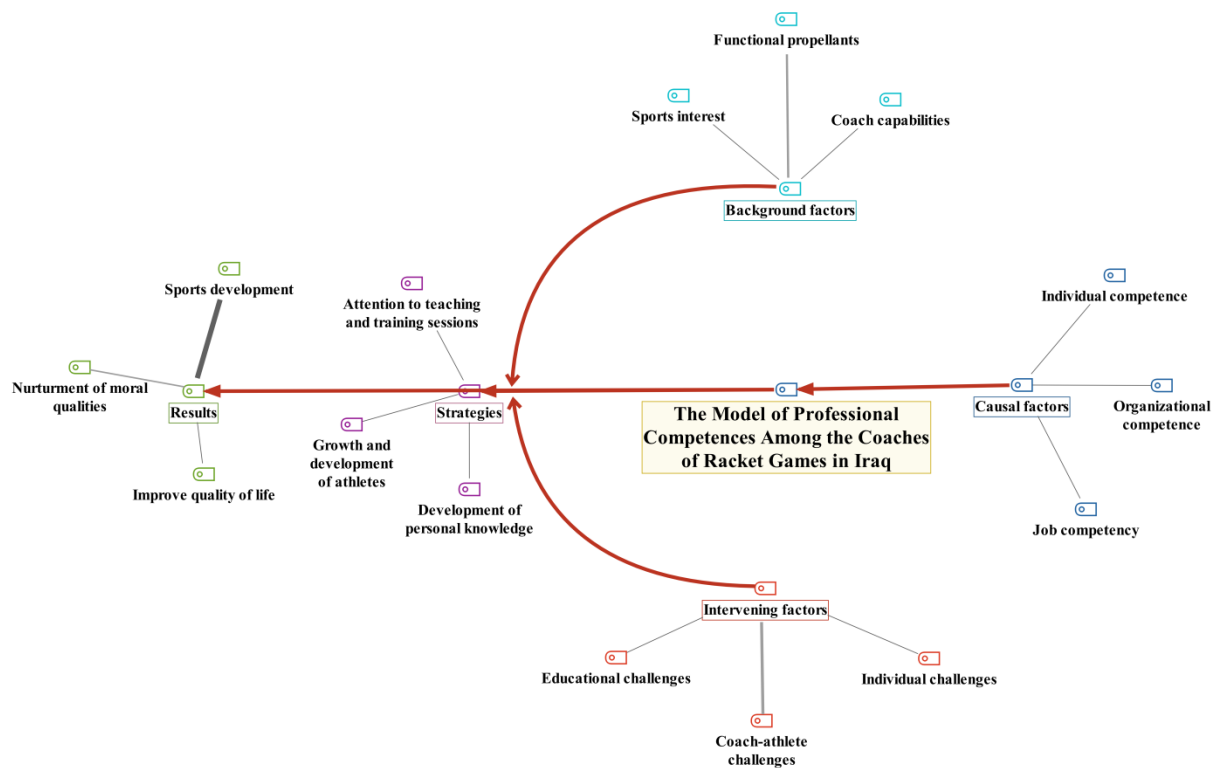 Functional propellants
Sports interest
Coach capabilities
Background factors
Sports development
Attention to teaching
and training sessions
Individual competence
Nurturment of moral
qualities
Results
Strategies
The Model of Professional
Competences Among the Coaches
of Racket Games in Iraq
Causal factors
Organizational
competence
Growth and
development
of athletes
Improve quality of life
Development of
personal knowledge
Job competency
Intervening factors
Educational challenges
Individual challenges
Coach-athlete
challenges